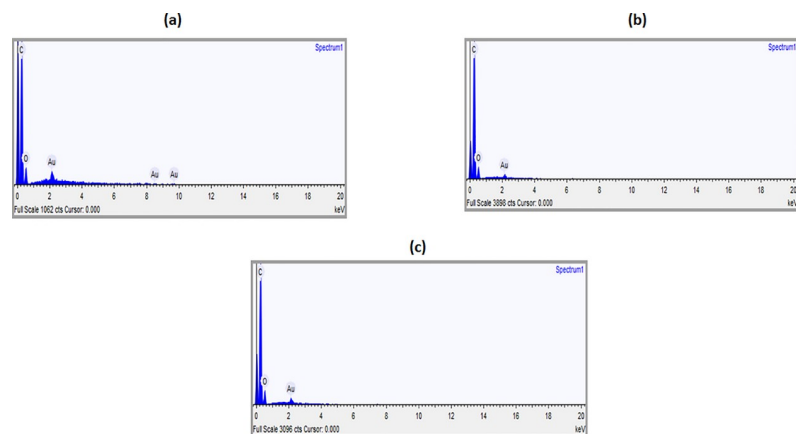 (a)
Spectrum1
C
O
Au
Au Au
0 2 4 6 8 10 12 14 16 18 20
Full Scale 1062 cts Cursor: 0.000 keV
(b)
Spectrum1
C
O
Au
0 2 4 6 8 10 12 14 16 18 20
Full Scale 3898 cts Cursor: 0.000 keV
(c)
Spectrum1
C
O
Au
0 2 4 6 8 10 12 14 16 18 20
Full Scale 3096 cts Cursor: 0.000 keV